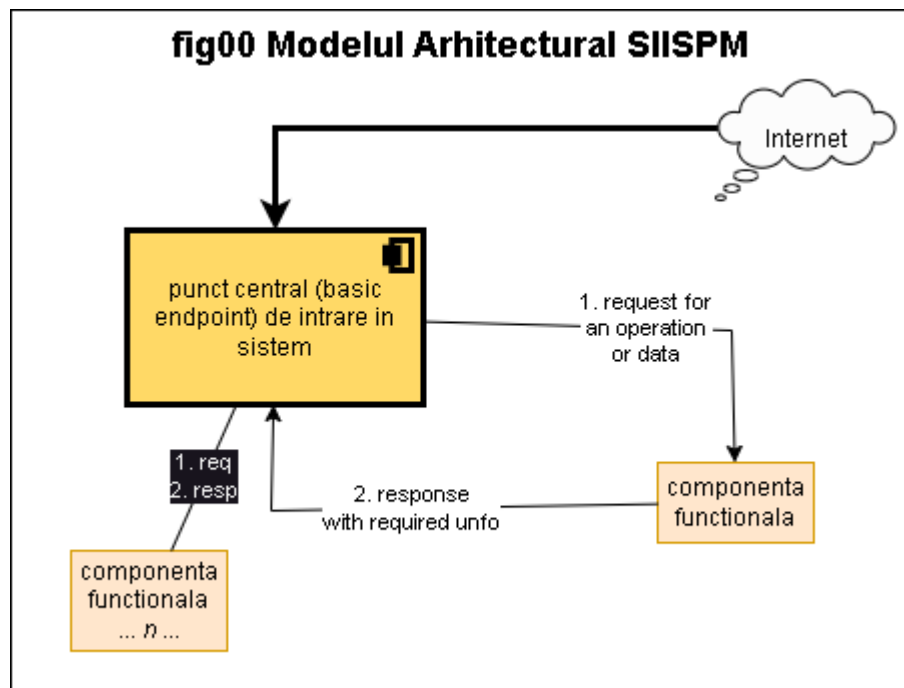 fig00 Modelul Arhitectural SIISPM
Internet
punct central (basic
endpoint) de intrare in
sistem
1. request for
an operation
or data
1. req
2. resp
2. response
with required unfo
componenta
functionala
componenta
functionala
... n ...